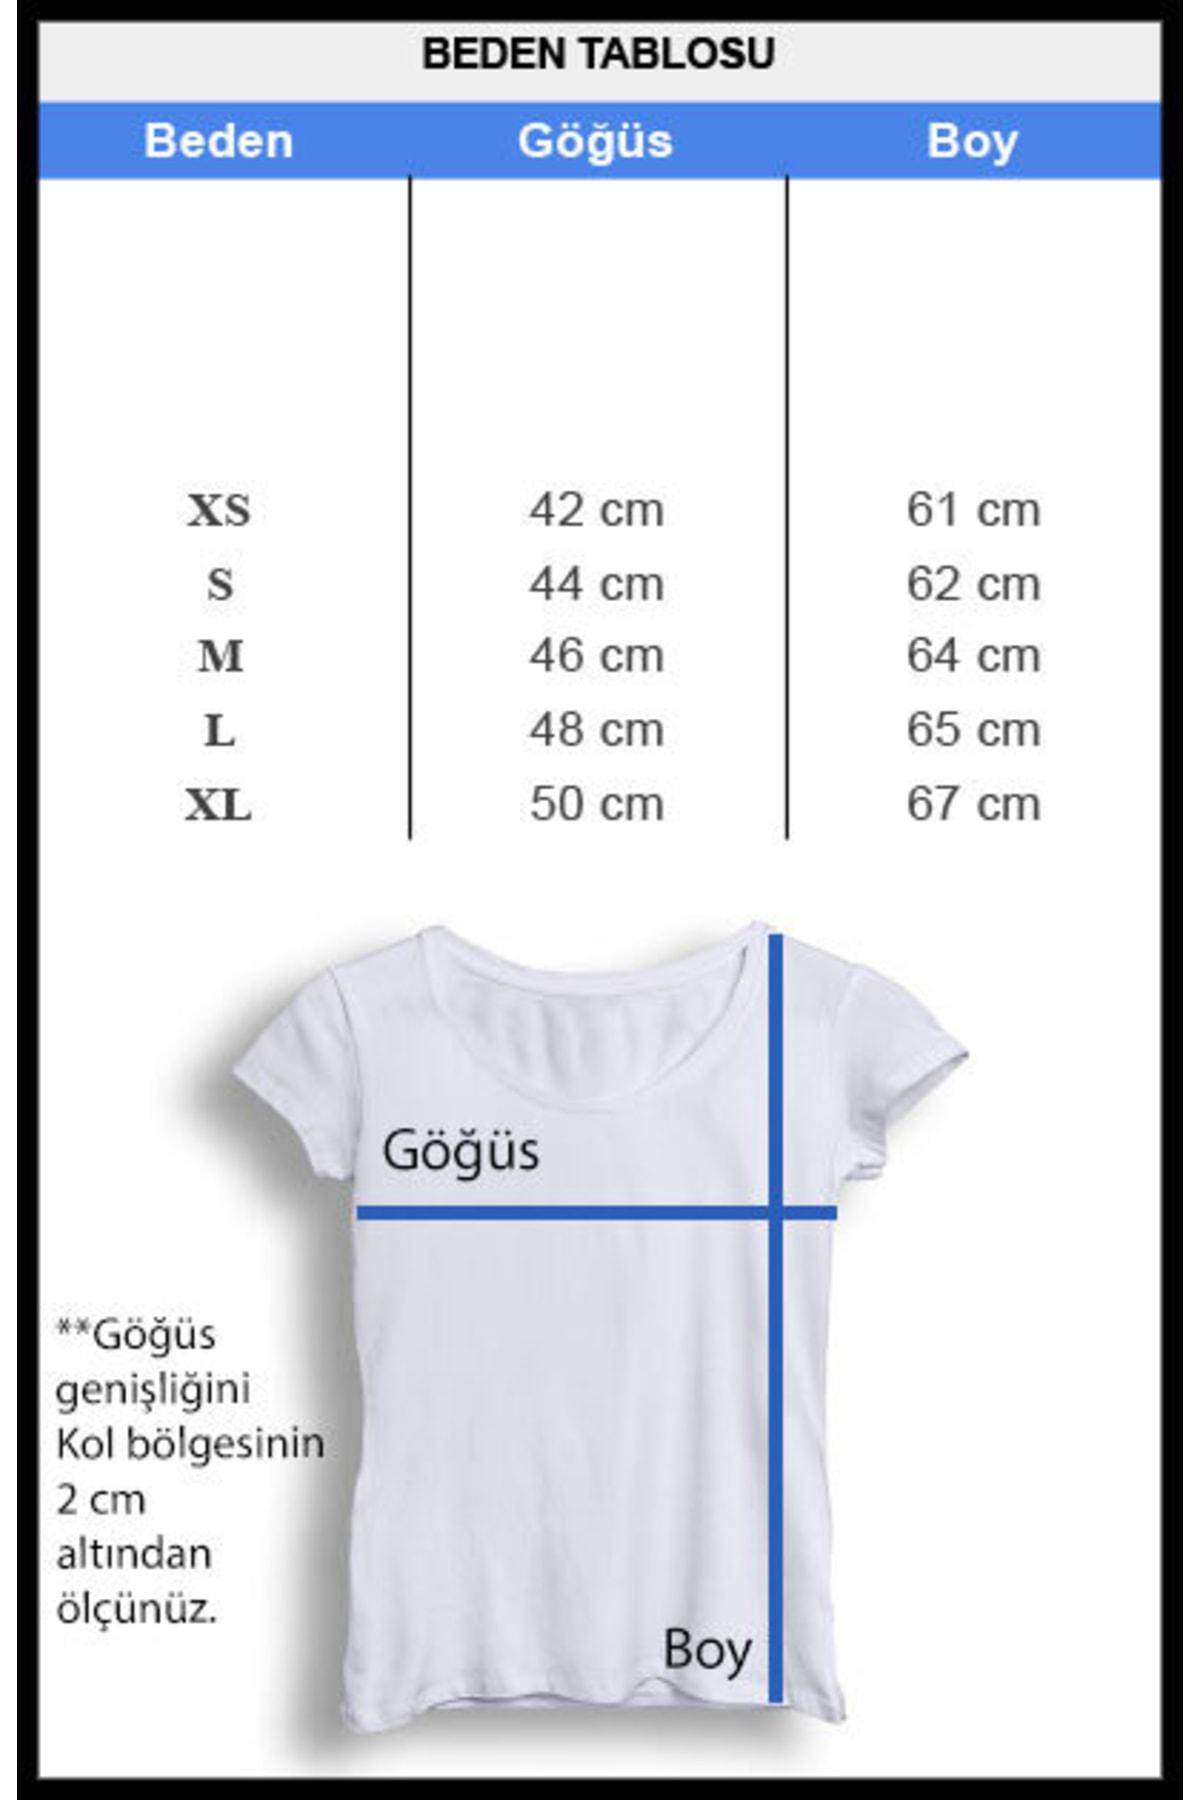 BEDEN TABLOSU
Beden Göğüs Boy
XS 42 cm 61 cm
S 44 cm 62 cm
M 46 cm 64 cm
L 48 cm 65 cm
XL 50 cm 67 cm
Göğüs
**Göğüs
genişliğini
Kol bölgesinin
2 cm
altından
ölçünüz.
Boy